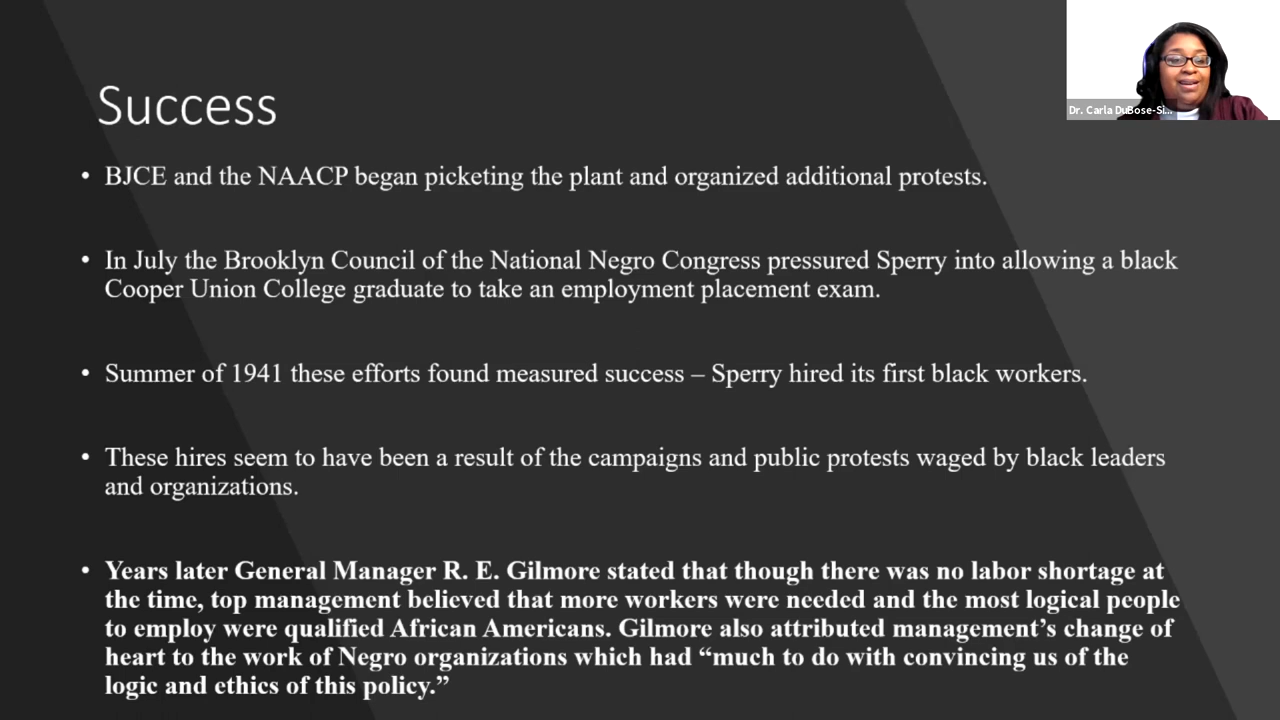 Success
Dr. Carla DuBose-Si...
• BJCE and the NAACP began picketing the plant and organized additional protests.
• In July the Brooklyn Council of the National Negro Congress pressured Sperry into allowing a black
Cooper Union College graduate to take an employment placement exam.
• Summer of 1941 these efforts found measured success – Sperry hired its first black workers.
• These hires seem to have been a result of the campaigns and public protests waged by black leaders
and organizations.
• Years later General Manager R. E. Gilmore stated that though there was no labor shortage at
the time, top management believed that more workers were needed and the most logical people
to employ were qualified African Americans. Gilmore also attributed management’s change of
heart to the work of Negro organizations which had “much to do with convincing us of the
logic and ethics of this policy.”